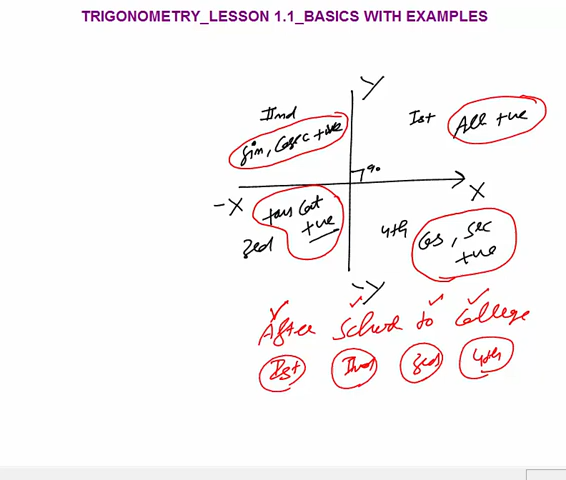 TRIGONOMETRY_LESSON 1.1_BASICS WITH EXAMPLES
Y
IInd
Ist
All +ve
Sin, Cosec +ve
90
-X
X
tan Cot
+ve
3rd
4th
Cos, Sec
+ve
-Y
After School to College
Ist IInd 3rd 4th